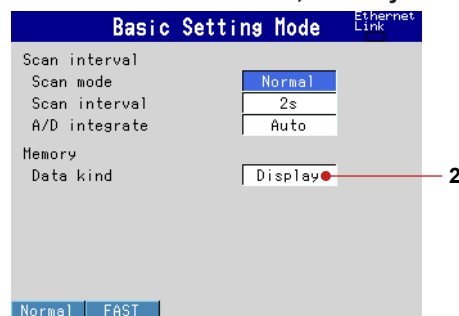 Basic Setting Mode
Ethernet
Link
Scan interval
Scan mode Normal
Scan interval 2s
A/D integrate Auto
Memory
Data kind Display
2
Normal FAST